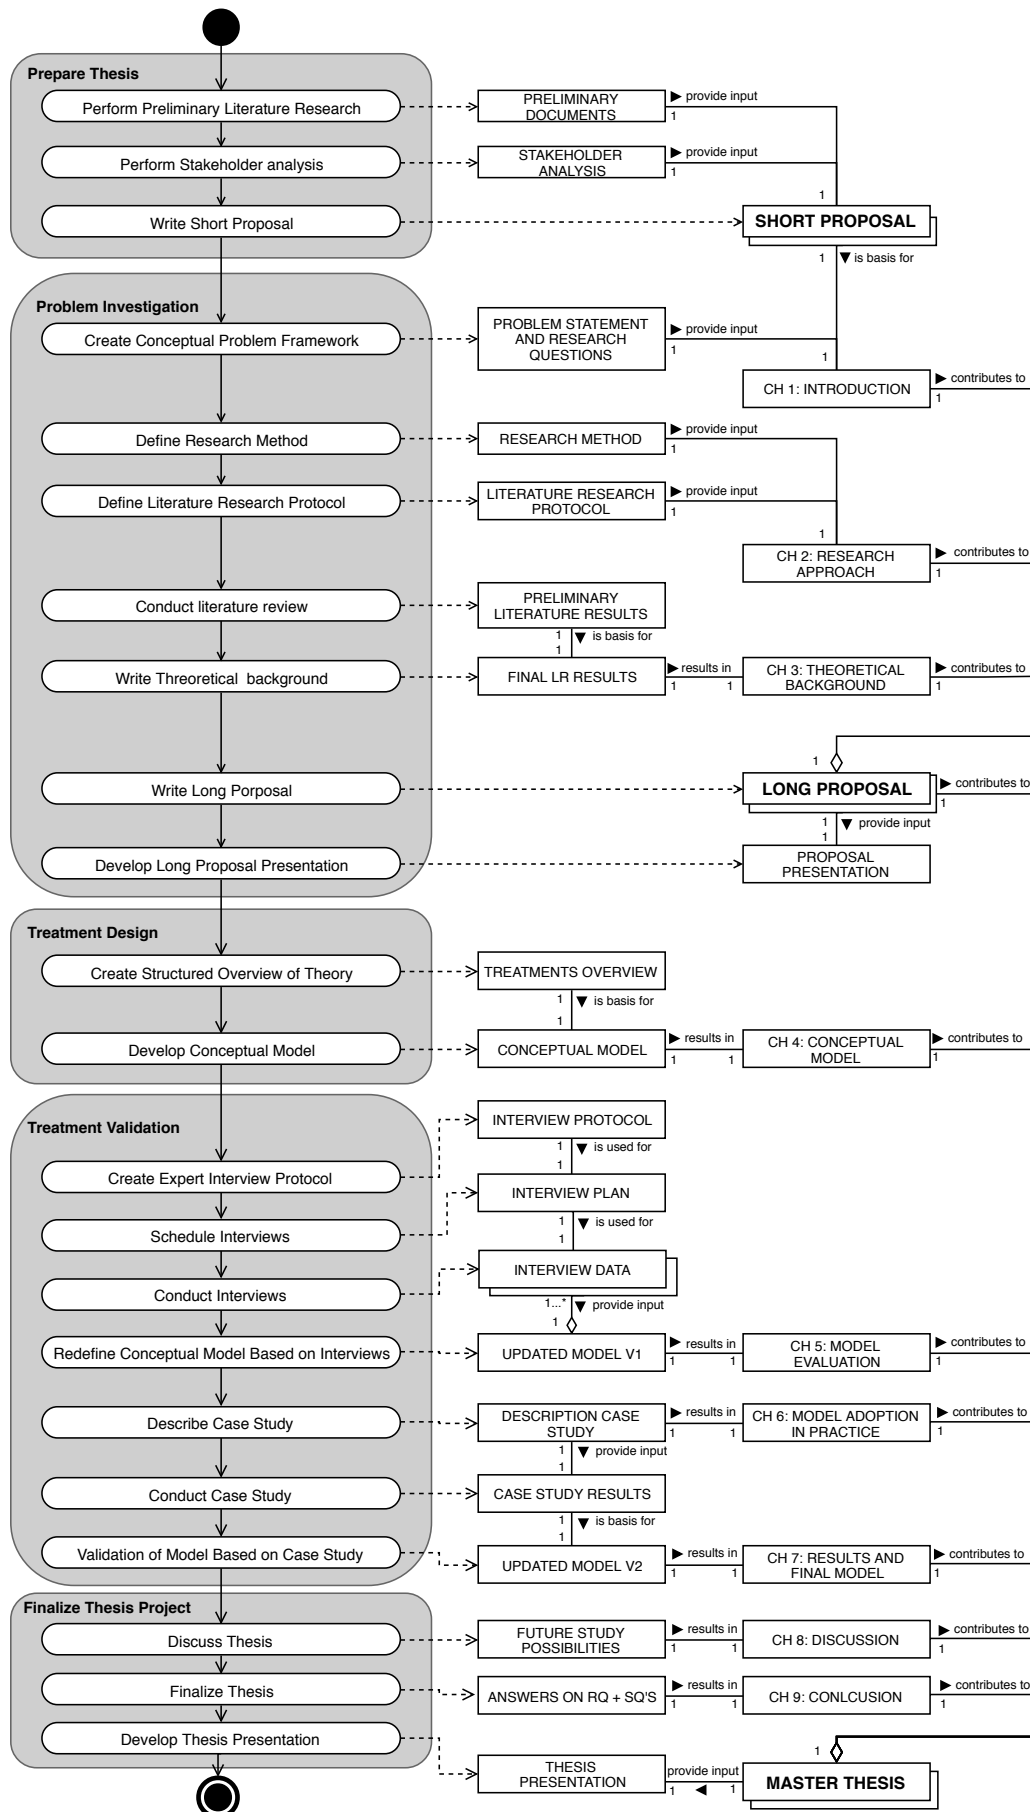 Prepare Thesis
Perform Preliminary Literature Research
PRELIMINARY
DOCUMENTS
▶ provide input
1
Perform Stakeholder analysis
STAKEHOLDER
ANALYSIS
▶ provide input
1
1
Write Short Proposal
SHORT PROPOSAL
1 ▼ is basis for
Problem Investigation
Create Conceptual Problem Framework
PROBLEM STATEMENT
AND RESEARCH
QUESTIONS
▶ provide input
1
1
CH 1: INTRODUCTION
▶ contributes to
1
Define Research Method
RESEARCH METHOD
▶ provide input
1
Define Literature Research Protocol
LITERATURE RESEARCH
PROTOCOL
▶ provide input
1
1
CH 2: RESEARCH
APPROACH
▶ contributes to
1
Conduct literature review
PRELIMINARY
LITERATURE RESULTS
1 ▼ is basis for
1
Write Threoretical background
FINAL LR RESULTS
▶ results in
1 1
CH 3: THEORETICAL
BACKGROUND
▶ contributes to
1
1
Write Long Porposal
LONG PROPOSAL
▶ contributes to
1
1 ▼ provide input
1
Develop Long Proposal Presentation
PROPOSAL
PRESENTATION
Treatment Design
Create Structured Overview of Theory
TREATMENTS OVERVIEW
1 ▼ is basis for
1
Develop Conceptual Model
CONCEPTUAL MODEL
▶ results in
1 1
CH 4: CONCEPTUAL
MODEL
▶ contributes to
1
Treatment Validation
INTERVIEW PROTOCOL
1 ▼ is used for
1
Create Expert Interview Protocol
INTERVIEW PLAN
1 ▼ is used for
1
Schedule Interviews
INTERVIEW DATA
1...* ▼ provide input
1
Conduct Interviews
Redefine Conceptual Model Based on Interviews
UPDATED MODEL V1
▶ results in
1 1
CH 5: MODEL
EVALUATION
▶ contributes to
1
Describe Case Study
DESCRIPTION CASE
STUDY
▶ results in
1 1
CH 6: MODEL ADOPTION
IN PRACTICE
▶ contributes to
1
1 ▼ provide input
1
Conduct Case Study
CASE STUDY RESULTS
1 ▼ is basis for
1
Validation of Model Based on Case Study
UPDATED MODEL V2
▶ results in
1 1
CH 7: RESULTS AND
FINAL MODEL
▶ contributes to
1
Finalize Thesis Project
Discuss Thesis
FUTURE STUDY
POSSIBILITIES
▶ results in
1 1
CH 8: DISCUSSION
▶ contributes to
1
Finalize Thesis
ANSWERS ON RQ + SQ'S
▶ results in
1 1
CH 9: CONLCUSION
▶ contributes to
1
Develop Thesis Presentation
1
THESIS
PRESENTATION
provide input
1 ◀ 1
MASTER THESIS